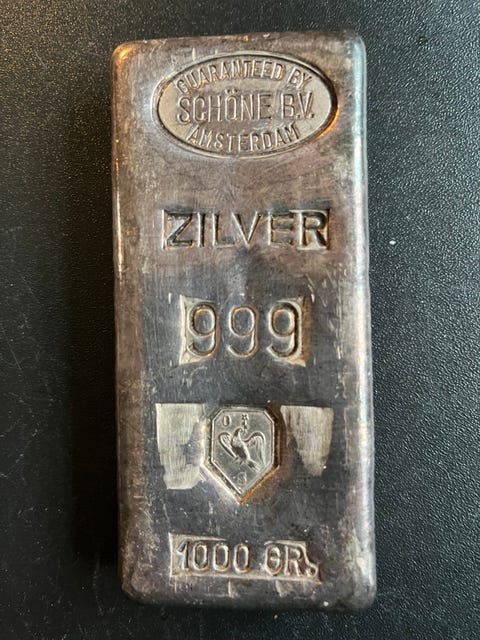 GUARANTEED BY
SCHÖNE B.V.
AMSTERDAM
ZILVER
999
1000 GR.